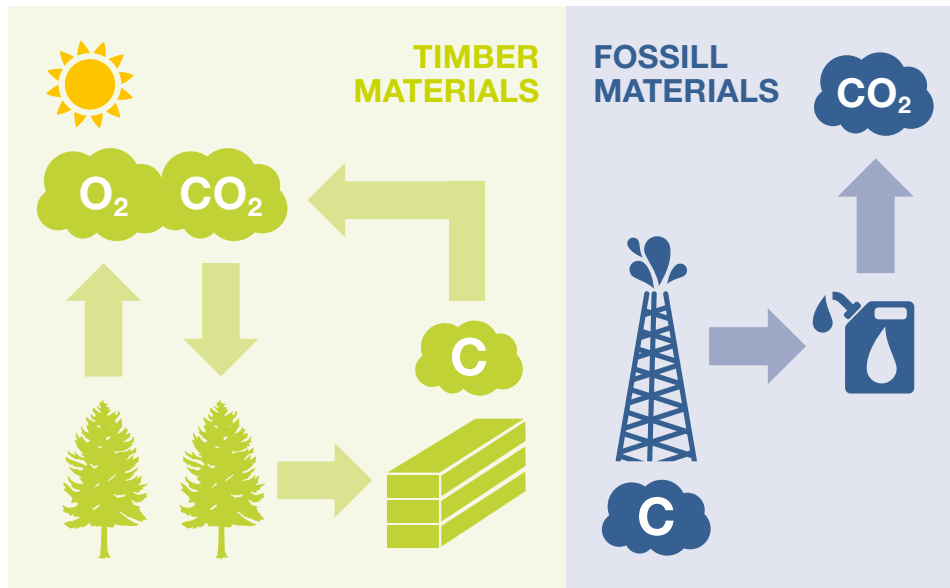 TIMBER
MATERIALS
O₂
CO₂
C
FOSSILL
MATERIALS
CO₂
C